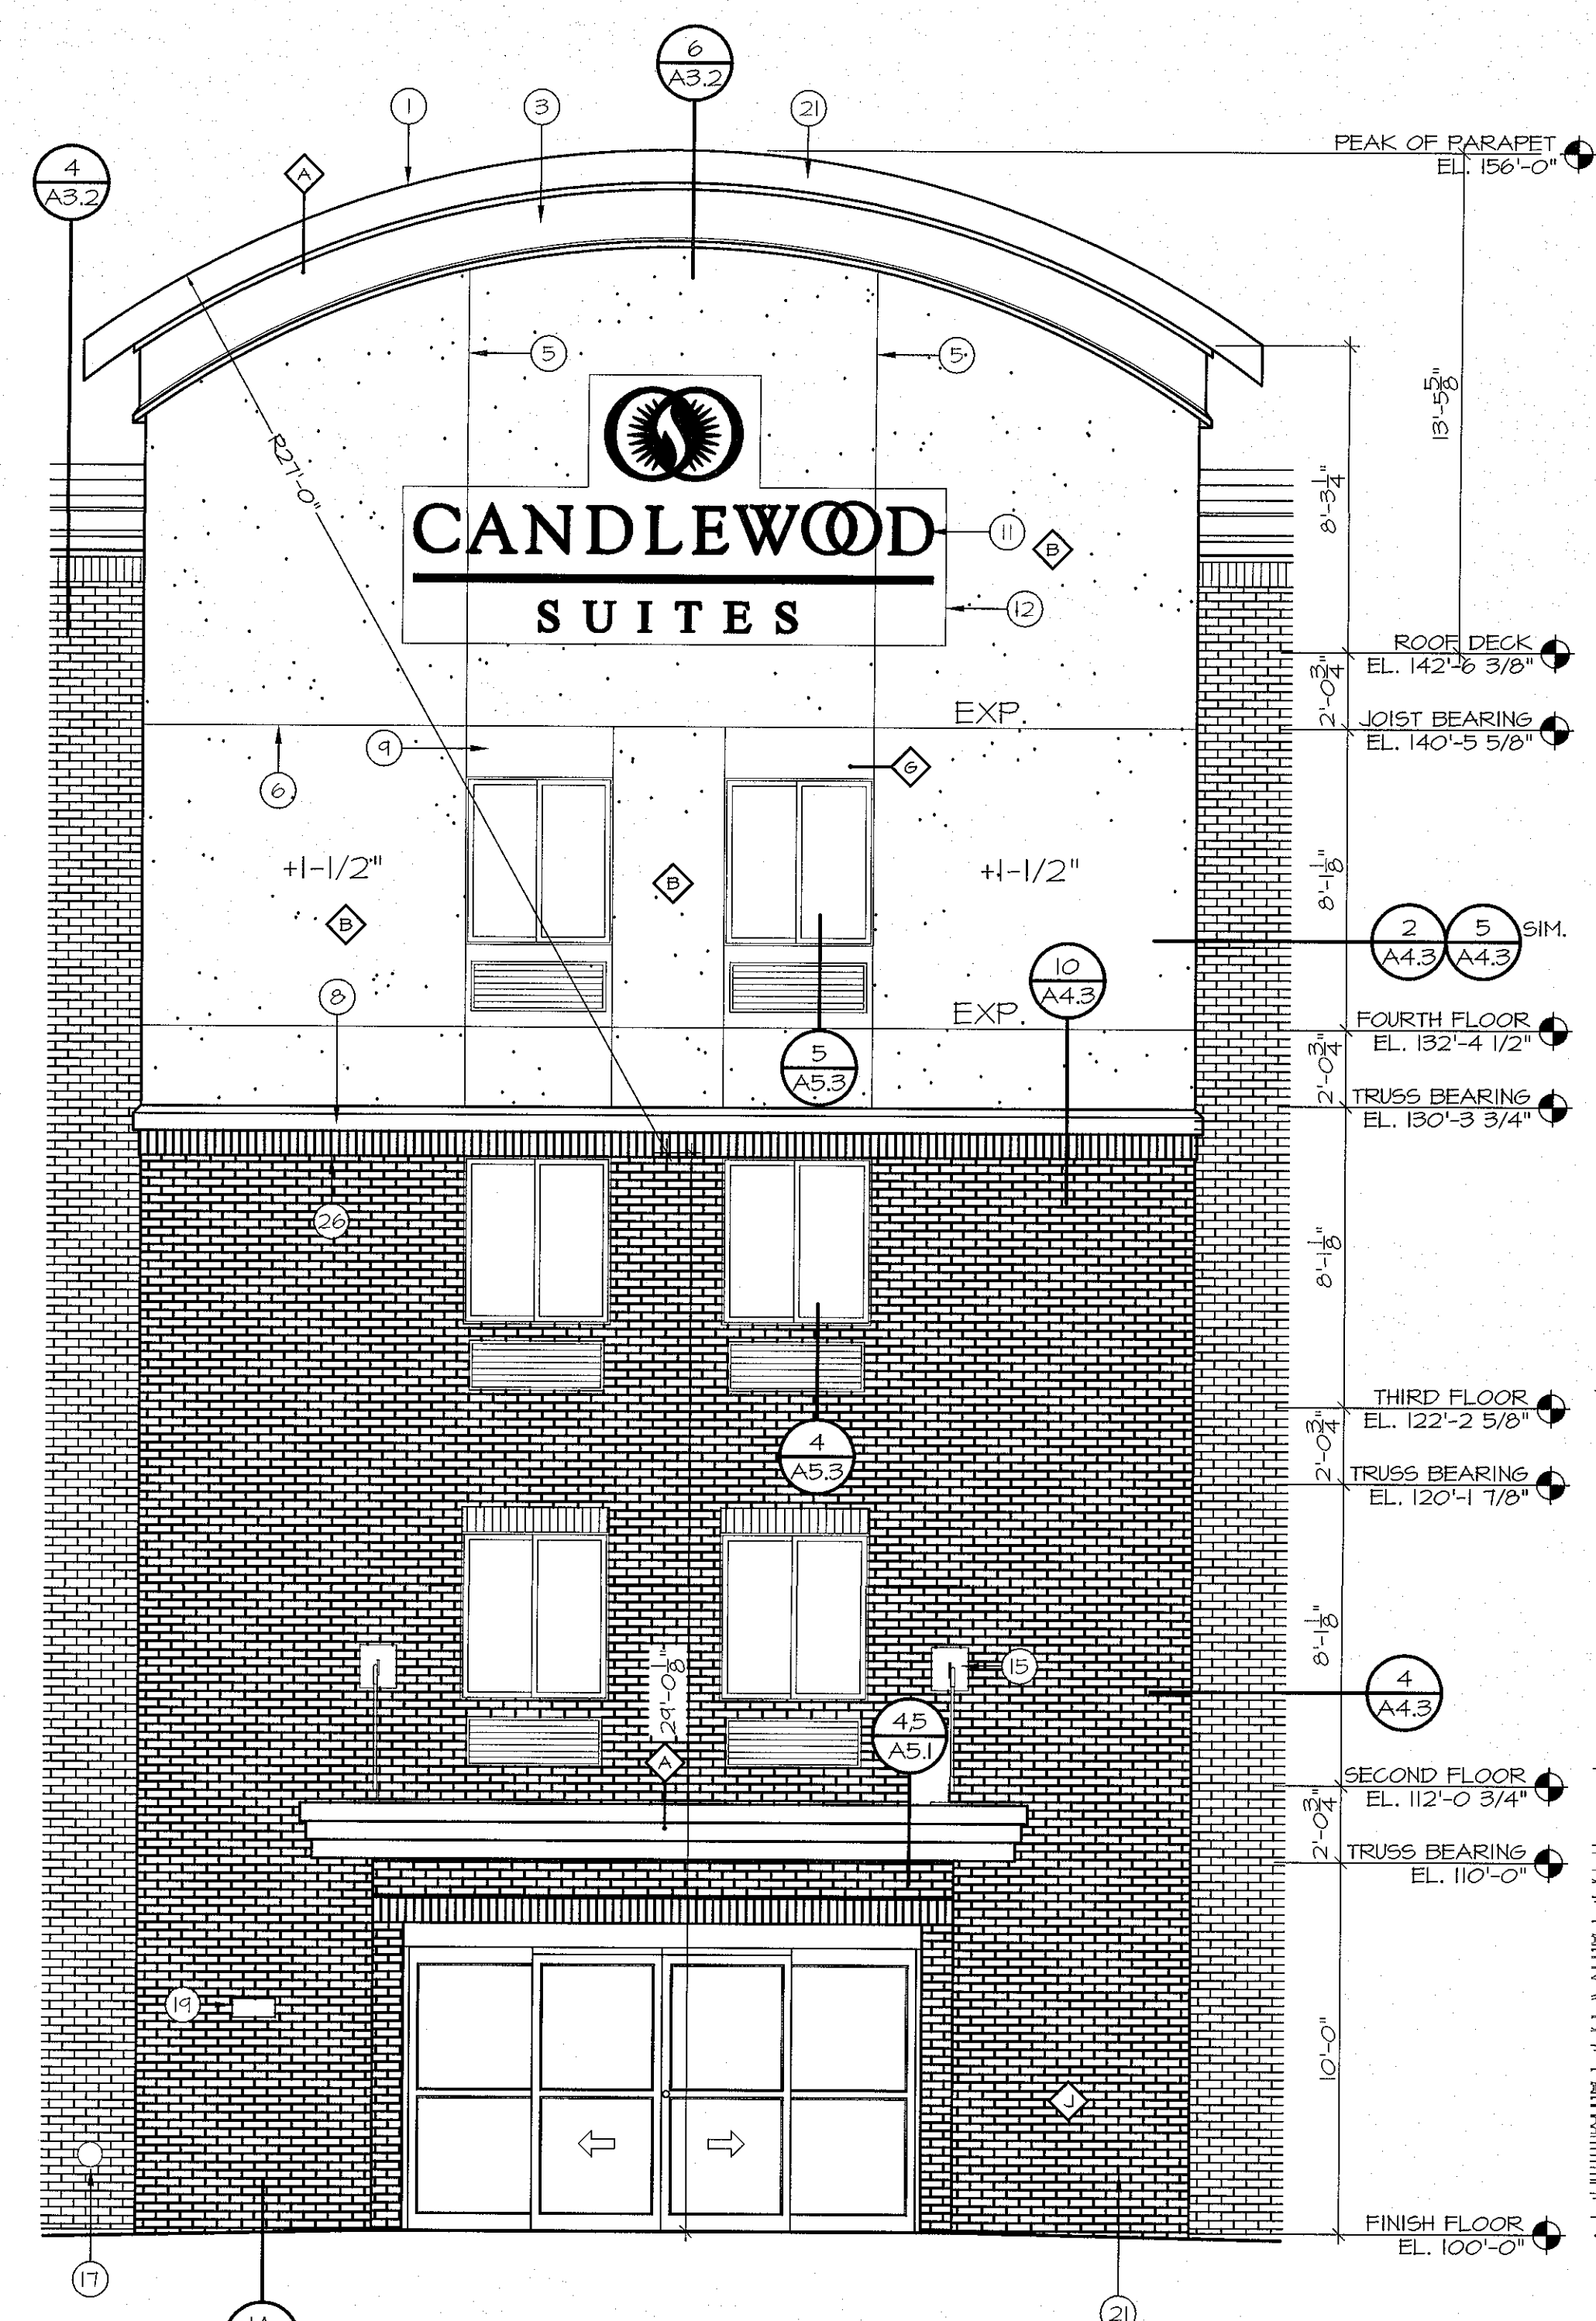 6
A3.2
1
3
21
PEAK OF PARAPET
EL. 156'-0"
4
A3.2
A
5
5
13'-5 5/8"
R27'-0"
8'-3 1/4"
CANDLEWOOD
11
B
SUITES
12
ROOF DECK
EL. 142'-6 3/8"
2'-0 3/4"
EXP.
JOIST BEARING
EL. 140'-5 5/8"
9
G
6
+1-1/2"
B
+1-1/2"
8'-1 1/8"
B
2
A4.3
5
A4.3
SIM.
10
A4.3
8
EXP.
FOURTH FLOOR
EL. 132'-4 1/2"
5
A5.3
2'-0 3/4"
TRUSS BEARING
EL. 130'-3 3/4"
26
8'-1 1/8"
THIRD FLOOR
EL. 122'-2 5/8"
4
A5.3
2'-0 3/4"
TRUSS BEARING
EL. 120'-1 7/8"
8'-1 1/8"
15
29'-0 1/8"
4
A4.3
4,5
A5.1
A
SECOND FLOOR
EL. 112'-0 3/4"
2'-0 3/4"
TRUSS BEARING
EL. 110'-0"
19
10'-0"
J
FINISH FLOOR
EL. 100'-0"
17
21